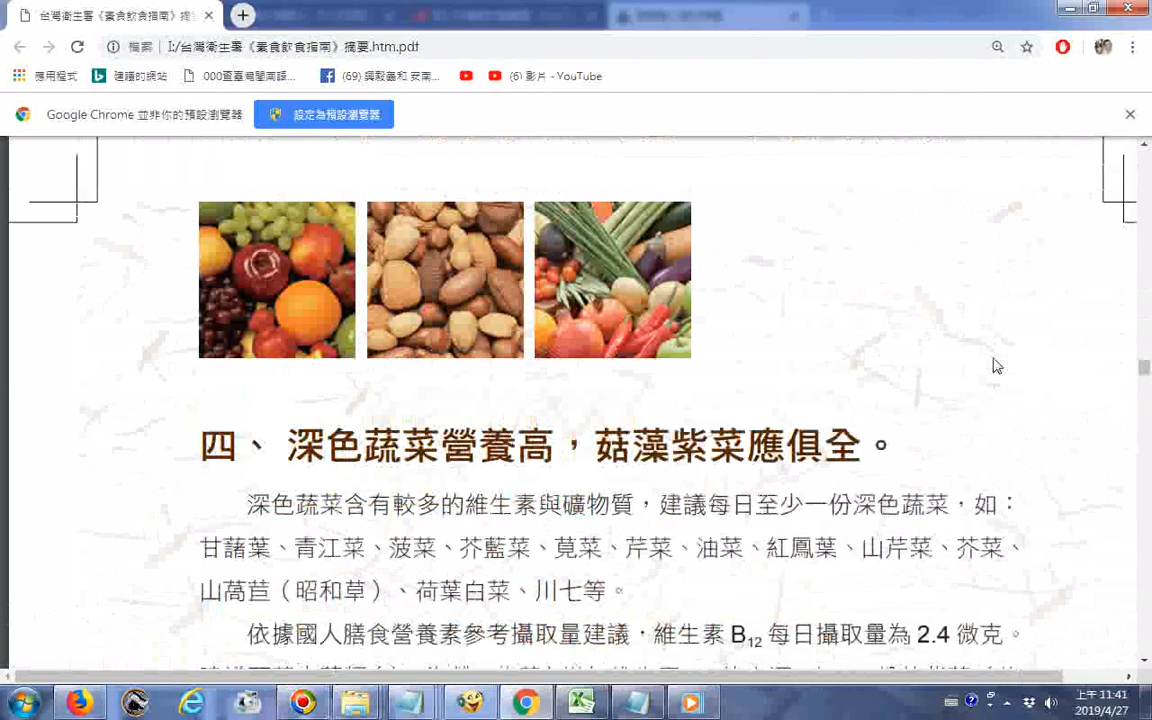 台灣衛生署《素食飲食指南》摘
檔案
I:/台灣衛生署《素食飲食指南》摘要.htm.pdf
應用程式
建議的網站
(69)
(6) 影片 - YouTube
Google Chrome 並非你的預設瀏覽器
設定為預設瀏覽器
四、 深色蔬菜營養高，菇藻紫菜應俱全。
深色蔬菜含有較多的維生素與礦物質，建議每日至少一份深色蔬菜，如：
甘藷葉、青江菜、菠菜、芥藍菜、莧菜、芹菜、油菜、紅鳳葉、山芹菜、芥菜、
山萵苣（昭和草）、荷葉白菜、川七等。
依據國人膳食營養素參考攝取量建議，維生素 B12 每日攝取量為 2.4 微克。
上午 11:41
2019/4/27